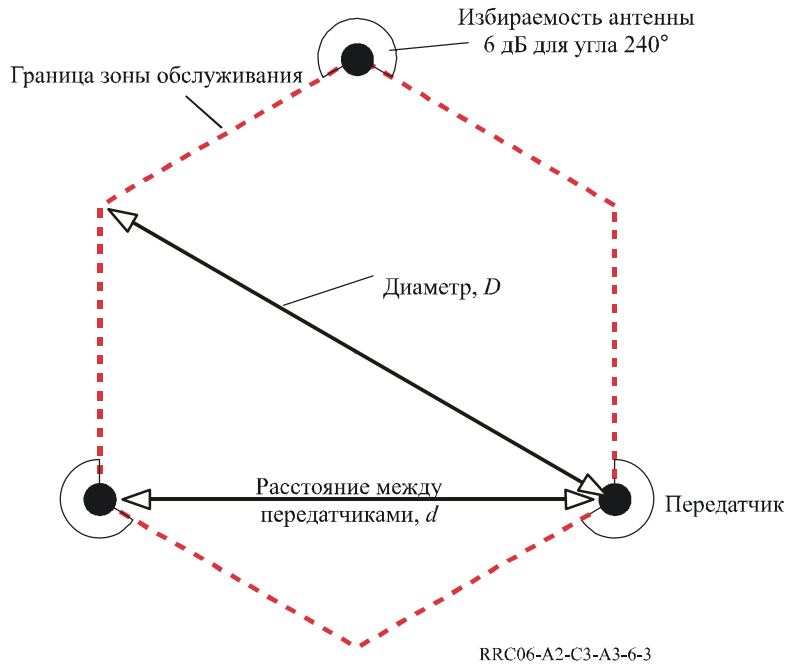 Избираемость антенны
6 дБ для угла 240°
Граница зоны обслуживания
Диаметр, D
Расстояние между
передатчиками, d
Передатчик
RRC06-A2-C3-A3-6-3